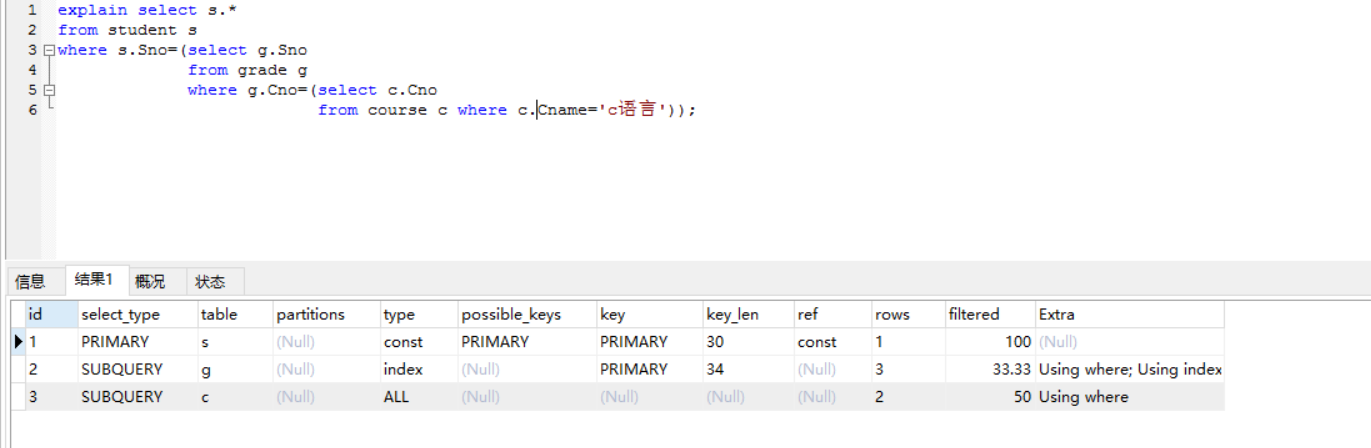 1 explain select s.*
2 from student s
3 where s.Sno=(select g.Sno
4 from grade g
5 where g.Cno=(select c.Cno
6 from course c where c.Cname='c语言'));
信息 结果1 概况 状态
id select_type table partitions type possible_keys key key_len ref rows filtered Extra
1 PRIMARY s (Null) const PRIMARY PRIMARY 30 const 1 100 (Null)
2 SUBQUERY g (Null) index (Null) PRIMARY 34 (Null) 3 33.33 Using where; Using index
3 SUBQUERY c (Null) ALL (Null) (Null) (Null) (Null) 2 50 Using where